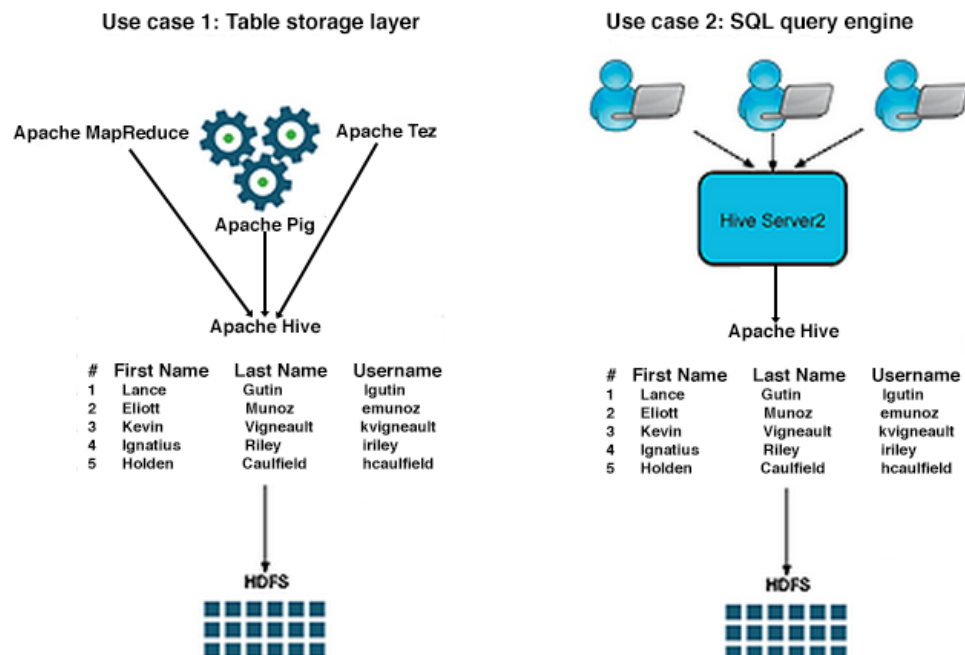 Use case 1: Table storage layer
Apache MapReduce
Apache Tez
Apache Pig
Apache Hive
# First Name Last Name Username
1 Lance Gutin lgutin
2 Eliott Munoz emunoz
3 Kevin Vigneault kvigneault
4 Ignatius Riley iriley
5 Holden Caulfield hcaulfield
HDFS
Use case 2: SQL query engine
Hive Server2
Apache Hive
# First Name Last Name Username
1 Lance Gutin lgutin
2 Eliott Munoz emunoz
3 Kevin Vigneault kvigneault
4 Ignatius Riley iriley
5 Holden Caulfield hcaulfield
HDFS